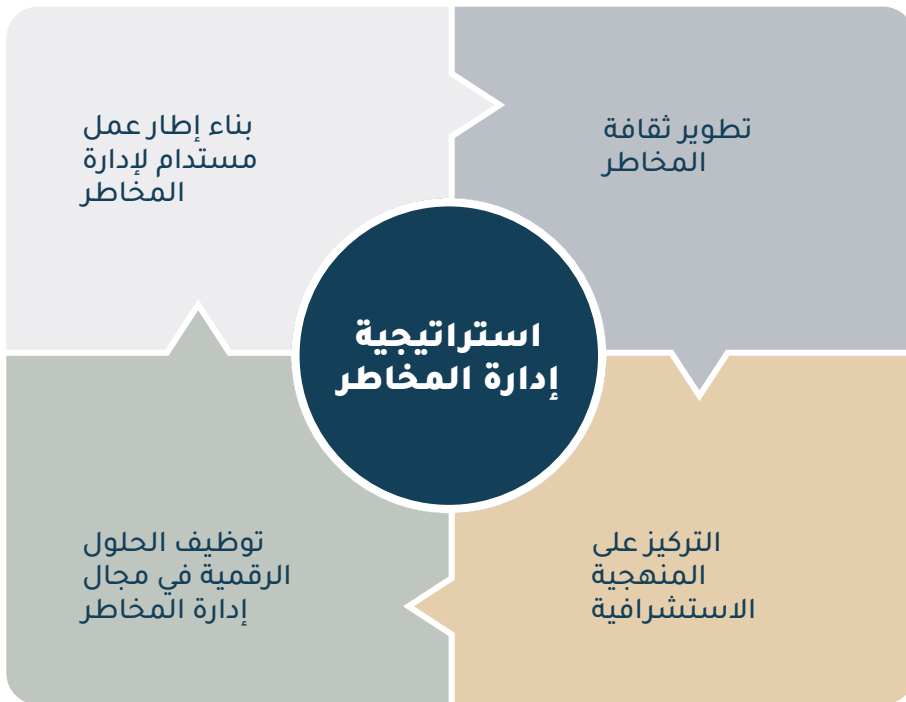 تطوير ثقافة
المخاطر
بناء إطار عمل
مستدام لإدارة
المخاطر
استراتيجية
إدارة المخاطر
التركيز على
المنهجية
الاستشرافية
توظيف الحلول
الرقمية في مجال
إدارة المخاطر